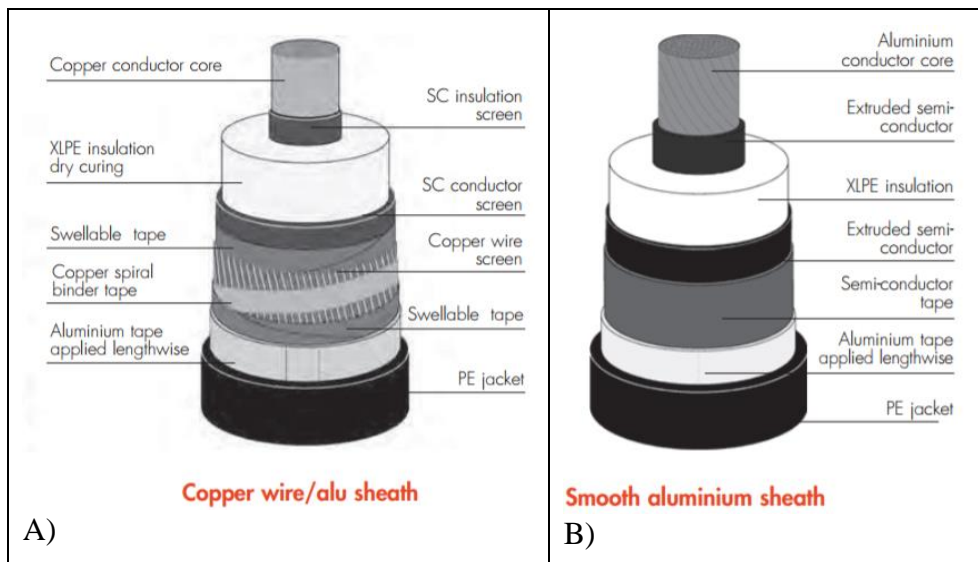 Copper conductor core
SC insulation
screen
XLPE insulation
dry curing
SC conductor
screen
Swellable tape
Copper wire
screen
Copper spiral
binder tape
Swellable tape
Aluminium tape
applied lengthwise
PE jacket
Copper wire/alu sheath
A)
Aluminium
conductor core
Extruded semi-
conductor
XLPE insulation
Extruded semi-
conductor
Semi-conductor
tape
Aluminium tape
applied lengthwise
PE jacket
Smooth aluminium sheath
B)